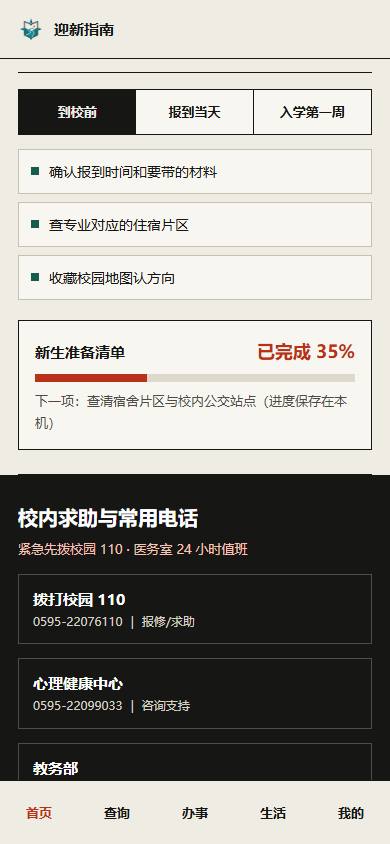 迎新指南
到校前
报到当天
入学第一周
确认报到时间和要带的材料
查专业对应的住宿片区
收藏校园地图认方向
新生准备清单
已完成 35%
下一项：查清宿舍片区与校内公交站点（进度保存在本
机）
校内求助与常用电话
紧急先拨校园 110 · 医务室 24 小时值班
拨打校园 110
0595-22076110 | 报修/求助
心理健康中心
0595-22099033 | 咨询支持
教务部
首页
查询
办事
生活
我的